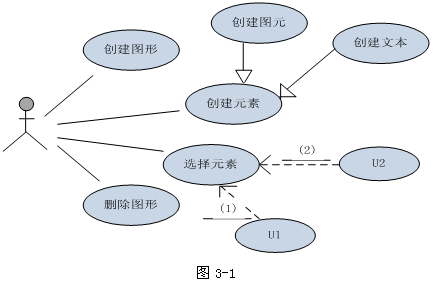 创建图元
创建图形
创建文本
创建元素
(2)
选择元素
U2
删除图形
(1)
U1
图 3-1